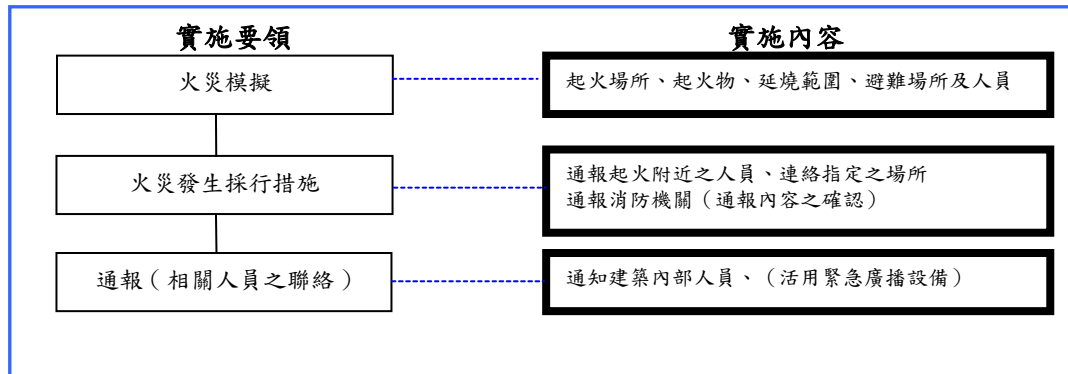 實施要領
實施內容
火災模擬
起火場所、起火物、延燒範圍、避難場所及人員
火災發生採行措施
通報起火附近之人員、連絡指定之場所
通報消防機關（通報內容之確認）
通報（相關人員之聯絡）
通知建築內部人員、（活用緊急廣播設備）